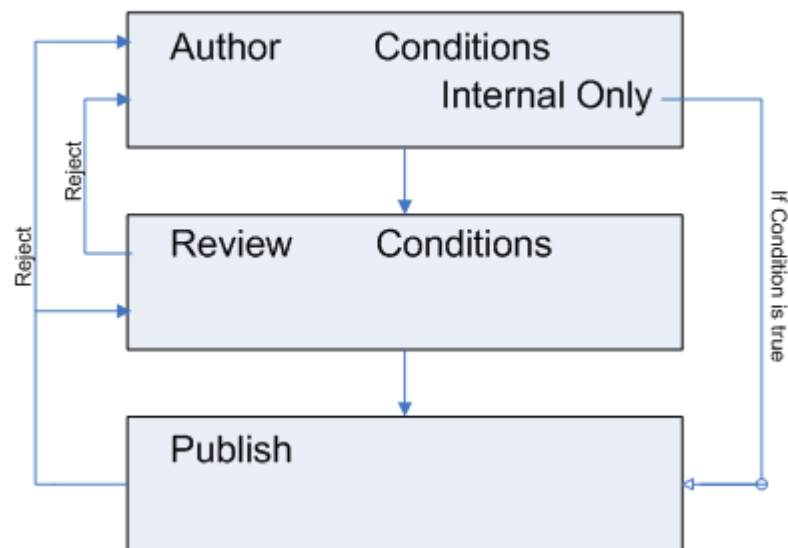 Author Conditions
Internal Only
Reject
Reject
Review Conditions
If Condition is true
Publish